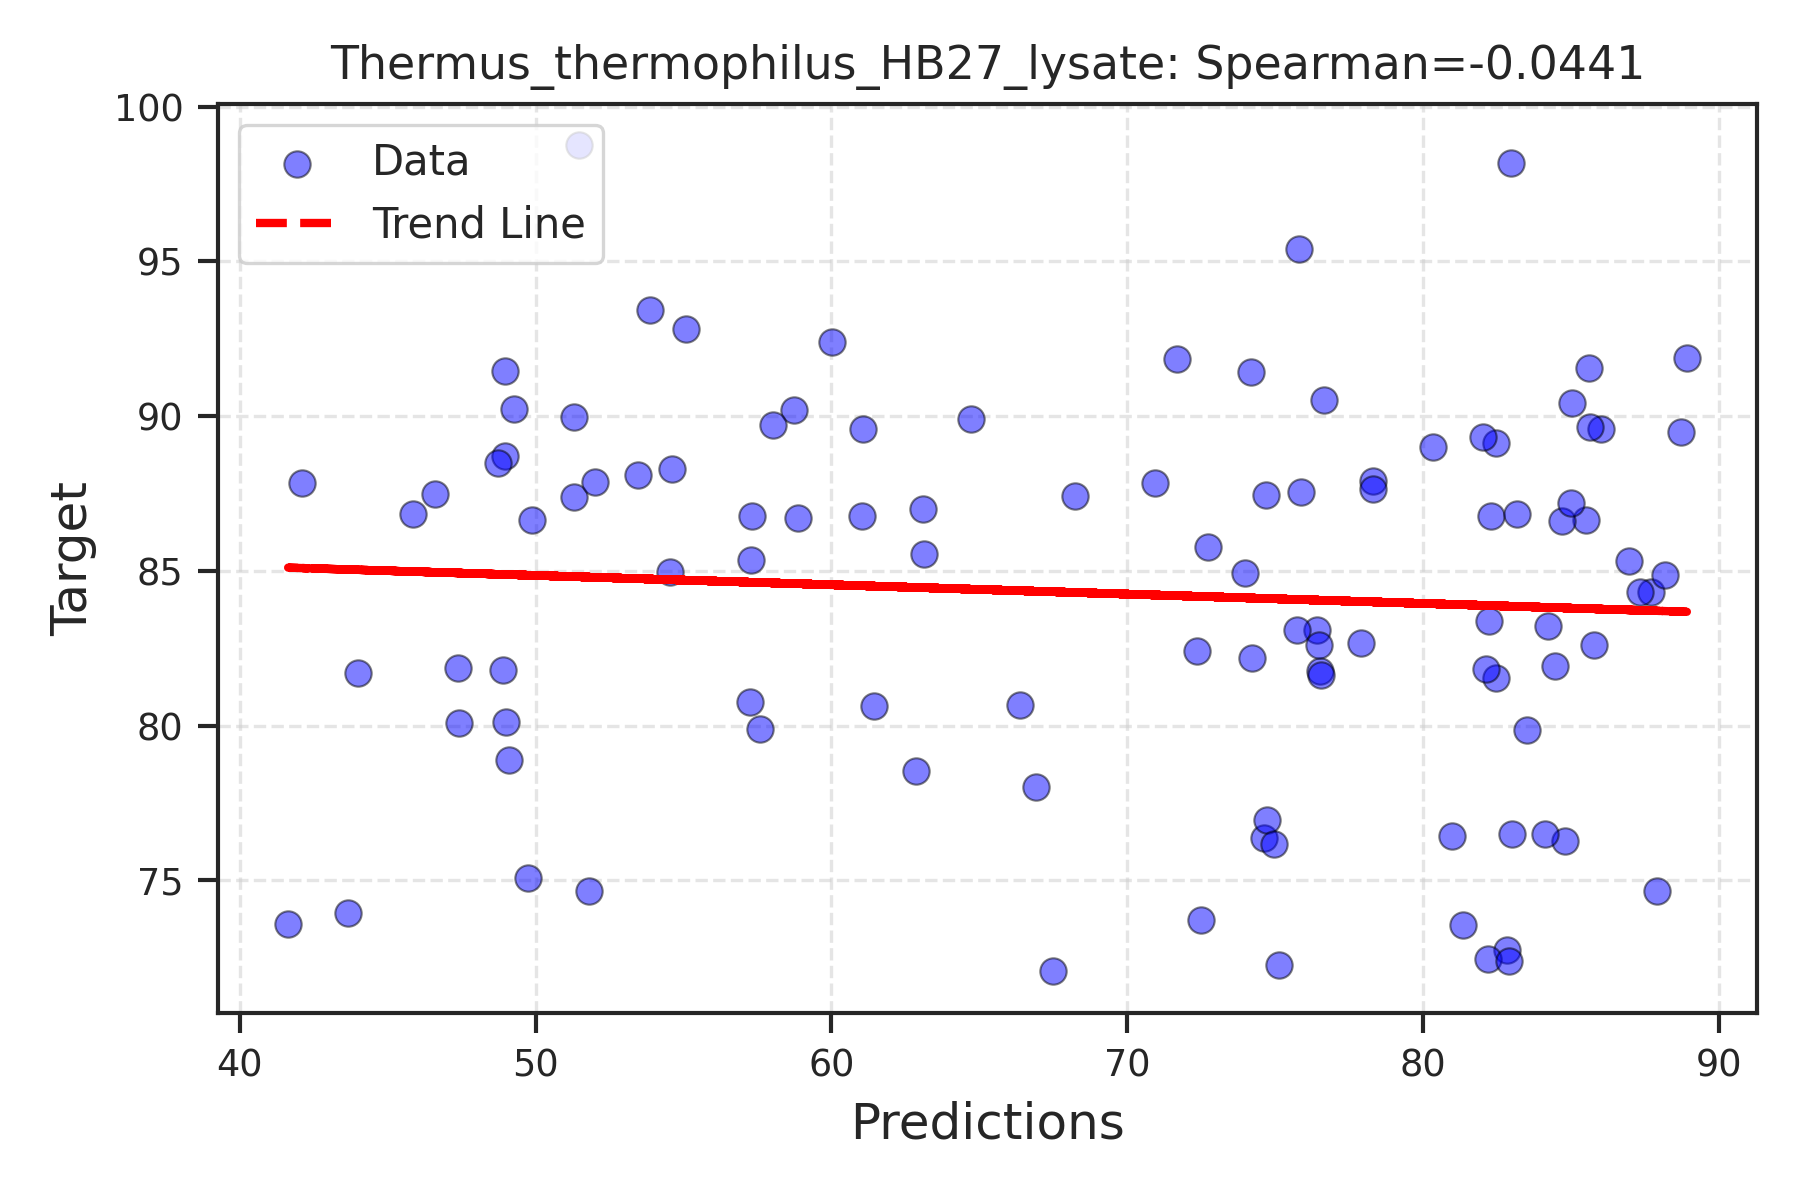 Thermus_thermophilus_HB27_lysate: Spearman=-0.0441
100
95
90
85
80
75
Target
Data
Trend Line
40 50 60 70 80 90
Predictions